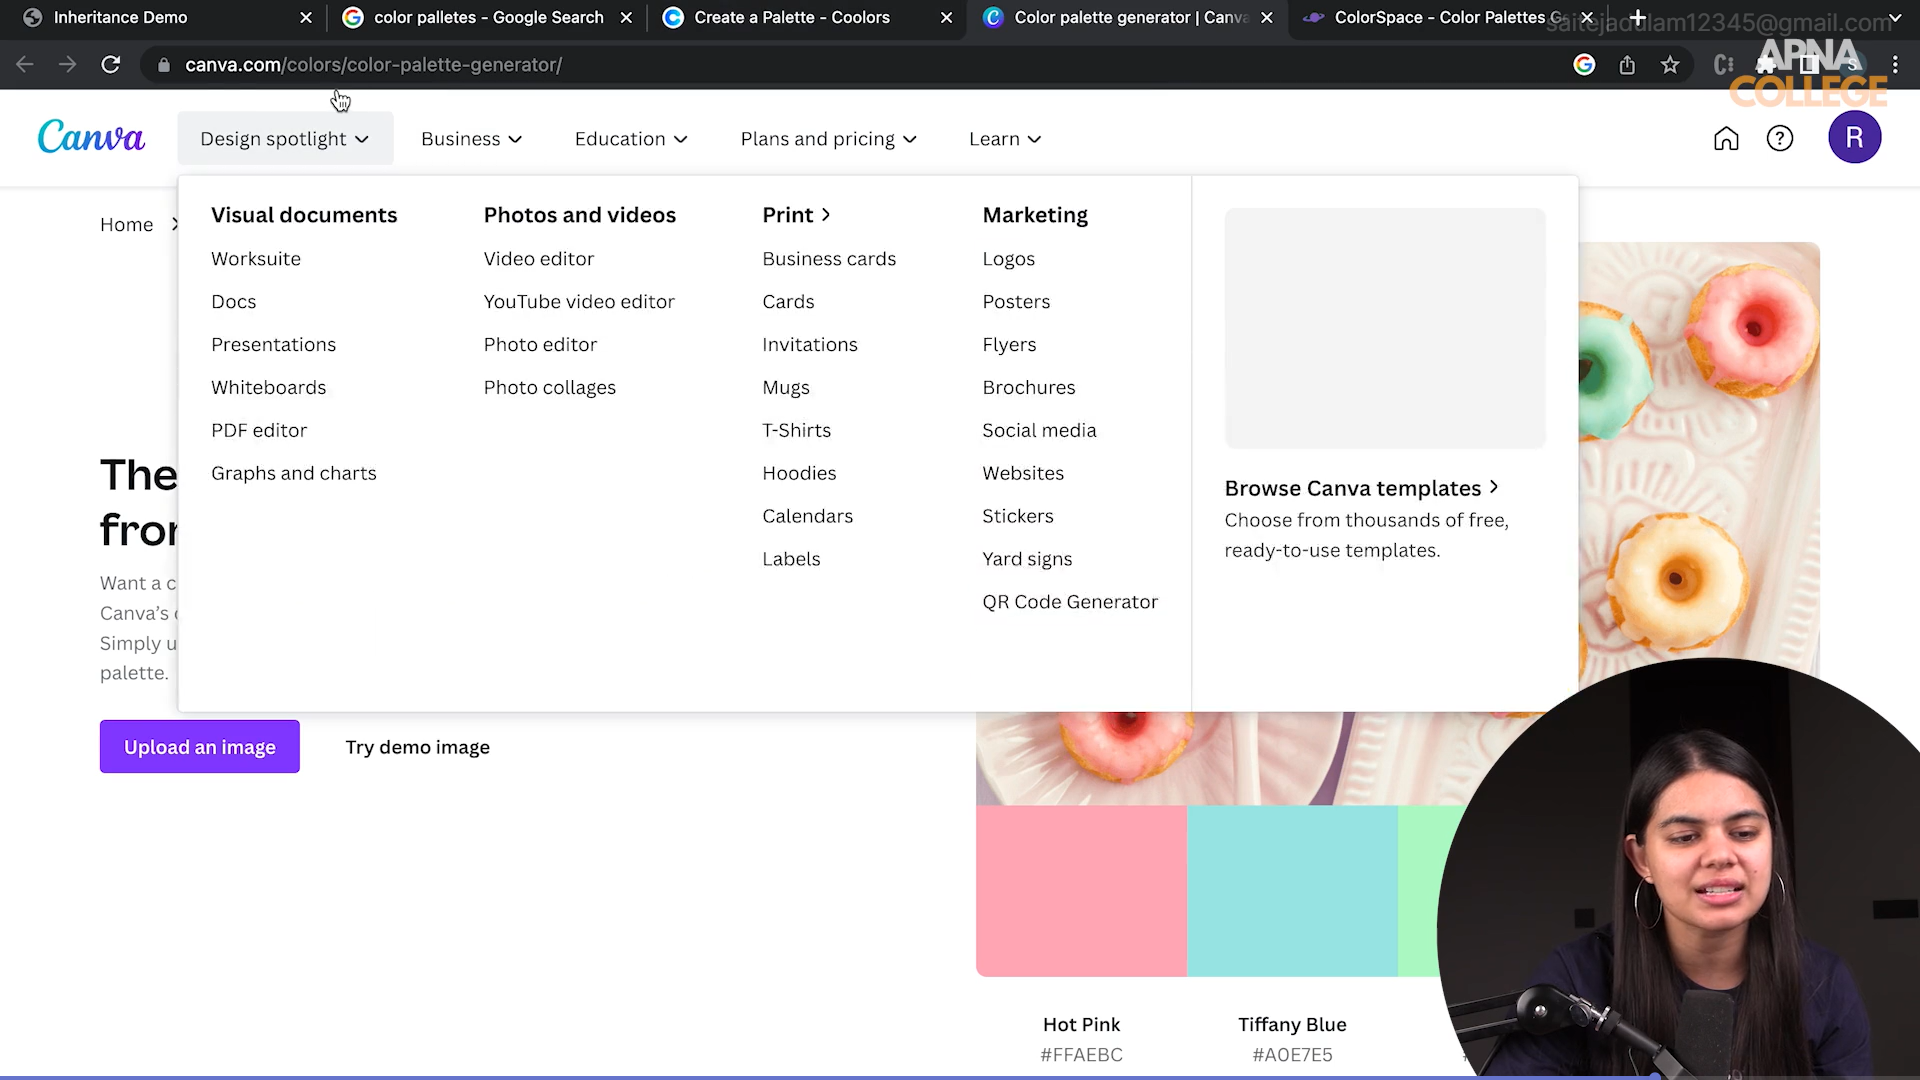 Inheritance Demo
color palletes - Google Search
Create a Palette - Coolors
Color palette generator | Canva
ColorSpace - Color Palettes G
saitejadulam12345@gmail.com
canva.com/colors/color-palette-generator/
APNA
COLLEGE
Canva
Design spotlight
Business
Education
Plans and pricing
Learn
R
Home
Visual documents
Worksuite
Docs
Presentations
Whiteboards
PDF editor
Graphs and charts
Photos and videos
Video editor
YouTube video editor
Photo editor
Photo collages
Print
Business cards
Cards
Invitations
Mugs
T-Shirts
Hoodies
Calendars
Labels
Marketing
Logos
Posters
Flyers
Brochures
Social media
Websites
Stickers
Yard signs
QR Code Generator
Browse Canva templates
Choose from thousands of free,
ready-to-use templates.
The
from
Want a c
Canva's
Simply u
palette.
Upload an image
Try demo image
Hot Pink
#FFAEBC
Tiffany Blue
#A0E7E5